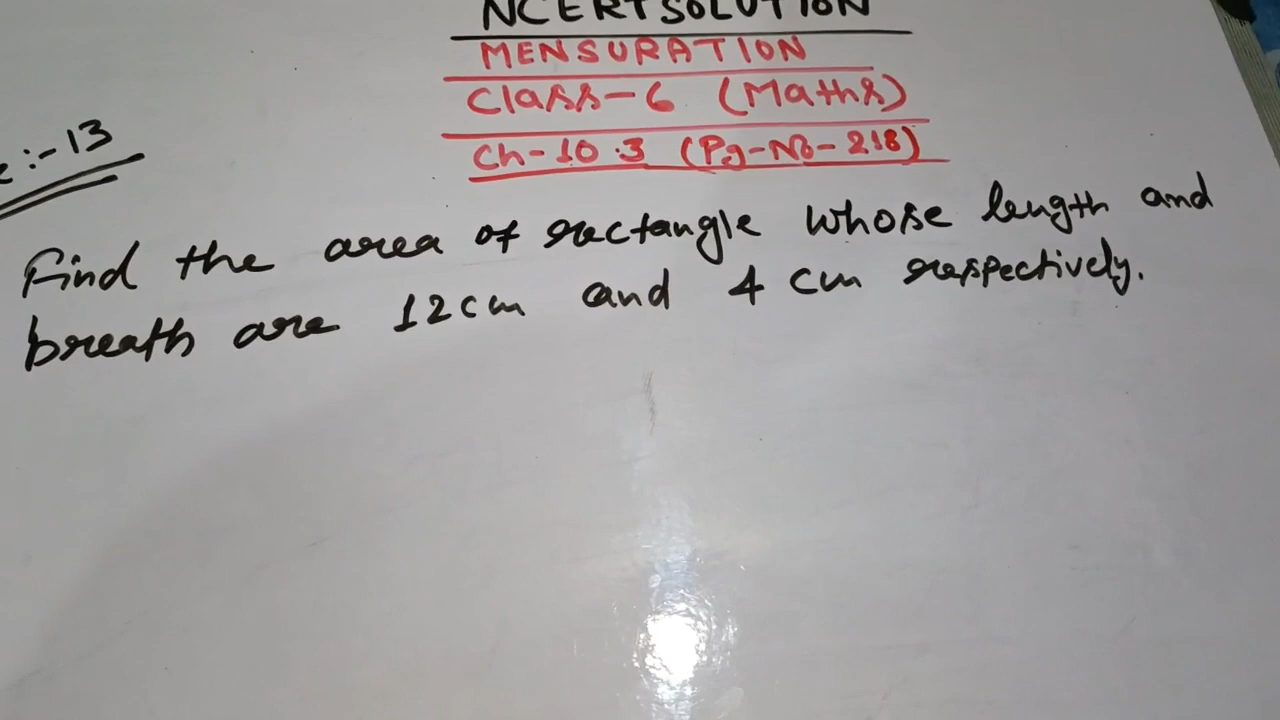 NCERT SOLUTION
MENSURATION
Class-6 (Maths)
Ch-10.3 (Pg-No-218)
:-13
Find the area of rectangle whose length and
breath are 12cm and 4 cm respectively.